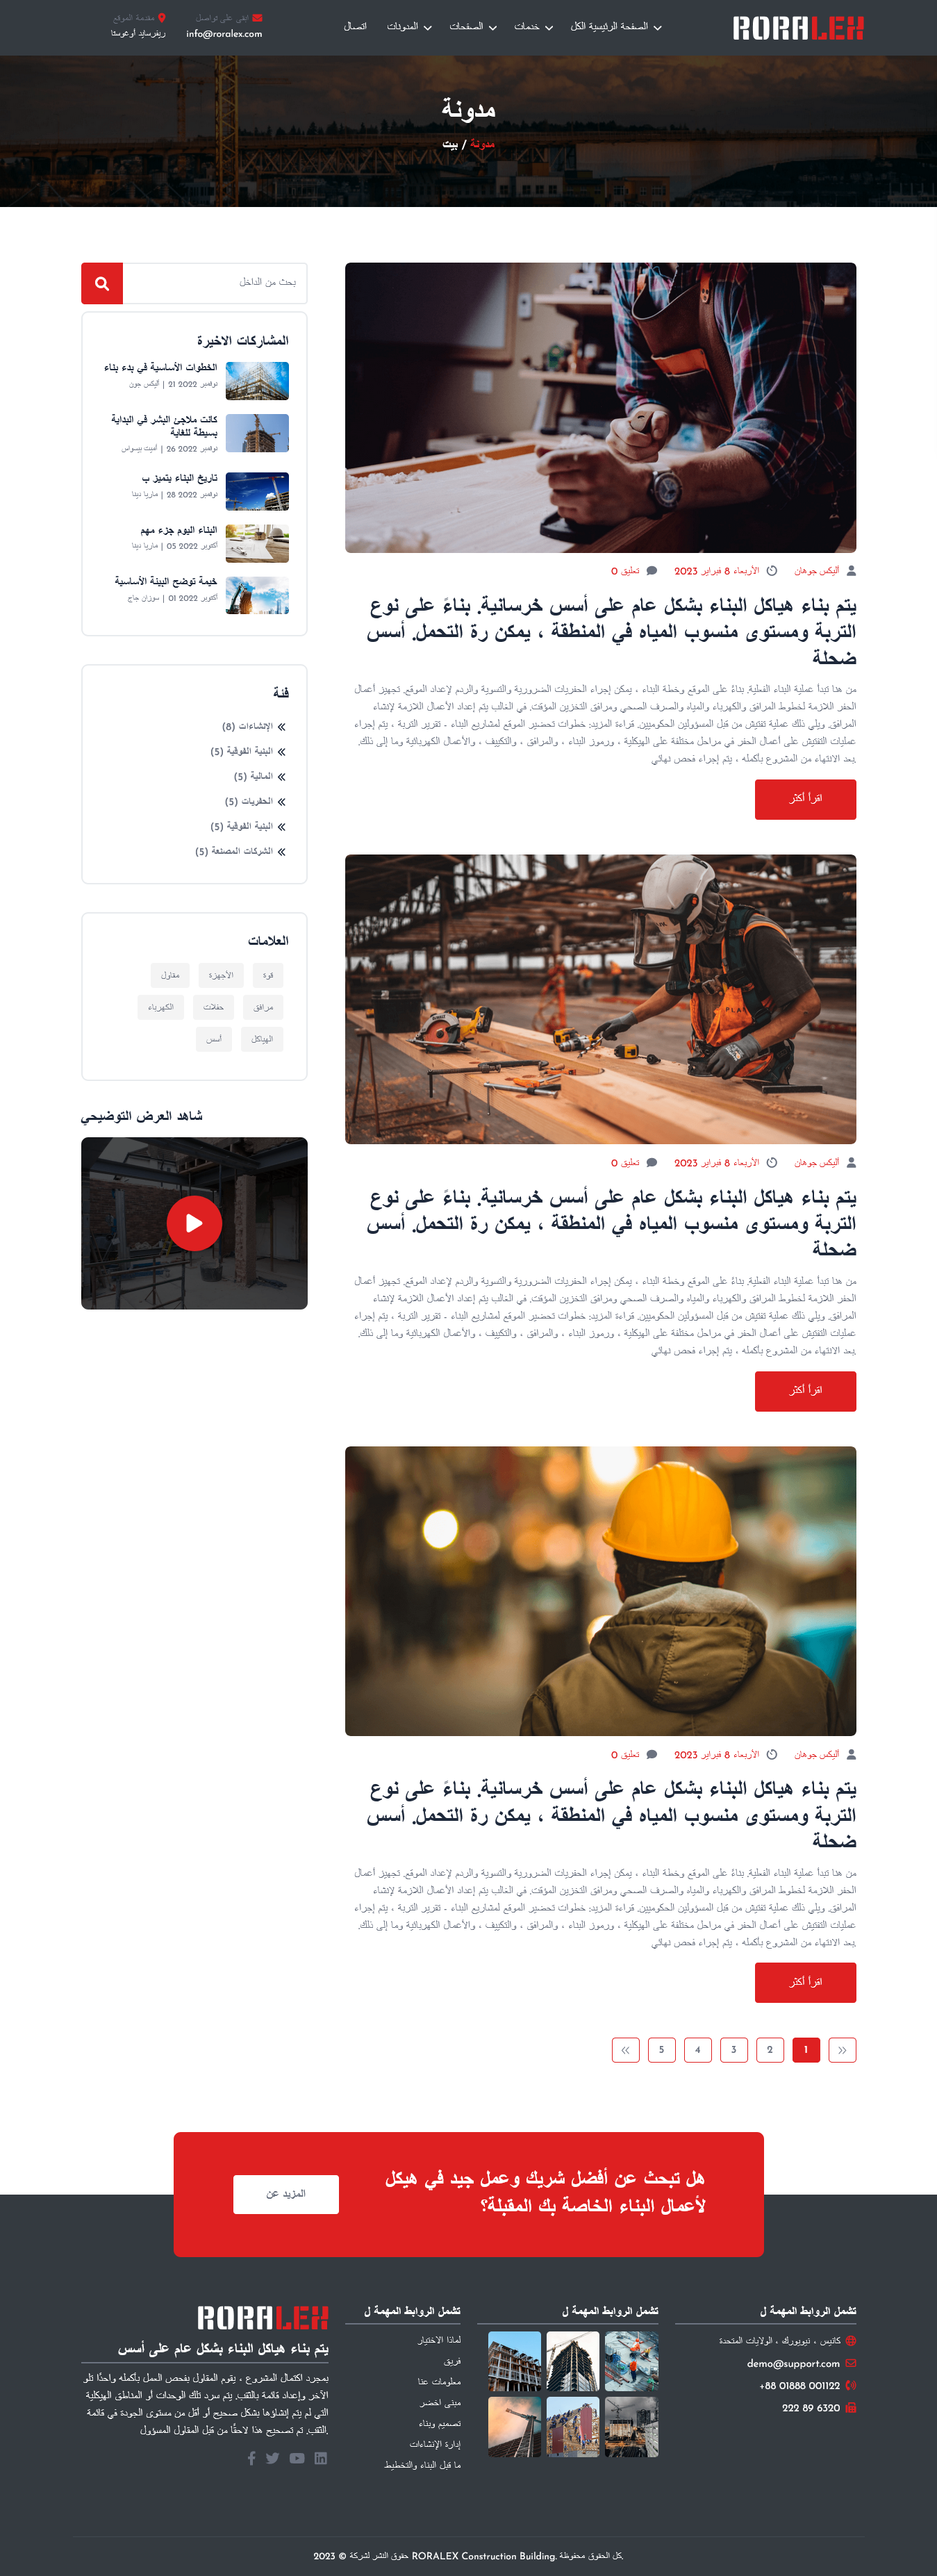 RORALEX
الصفحة الرئيسية الكل
خدمات
الصفحات
المدونات
اتصال
ابقى على تواصل
info@roralex.com
مقدمة الموقع
ريفرسايد أوغوستا
مدونة
مدونة / بيت
أليكس جوهان
الأربعاء 8 فبراير 2023
تعليق 0
يتم بناء هياكل البناء بشكل عام على أسس خرسانية. بناءً على نوع
التربة ومستوى منسوب المياه في المنطقة ، يمكن رة التحمل. أسس
ضحلة
من هنا تبدأ عملية البناء الفعلية. بناءً على الموقع وخطة البناء ، يمكن إجراء الحفريات الضرورية والتسوية والردم لإعداد الموقع. تجهيز أعمال
الحفر اللازمة لخطوط المرافق والكهرباء والمياه والصرف الصحي ومرافق التخزين المؤقت. في الغالب يتم إعداد الأعمال اللازمة لإنشاء
المرافق. ويلي ذلك عملية تفتيش من قبل المسؤولين الحكوميين. قراءة المزيد: خطوات تحضير الموقع لمشاريع البناء - تقرير التربة ، يتم إجراء
عمليات التفتيش على أعمال الحفر في مراحل مختلفة على الهيكلية ، ورموز البناء ، والمرافق ، والتكييف ، والأعمال الكهربائية وما إلى ذلك.
بعد الانتهاء من المشروع بأكمله ، يتم إجراء فحص نهائي.
اقرأ أكثر
أليكس جوهان
الأربعاء 8 فبراير 2023
تعليق 0
يتم بناء هياكل البناء بشكل عام على أسس خرسانية. بناءً على نوع
التربة ومستوى منسوب المياه في المنطقة ، يمكن رة التحمل. أسس
ضحلة
من هنا تبدأ عملية البناء الفعلية. بناءً على الموقع وخطة البناء ، يمكن إجراء الحفريات الضرورية والتسوية والردم لإعداد الموقع. تجهيز أعمال
الحفر اللازمة لخطوط المرافق والكهرباء والمياه والصرف الصحي ومرافق التخزين المؤقت. في الغالب يتم إعداد الأعمال اللازمة لإنشاء
المرافق. ويلي ذلك عملية تفتيش من قبل المسؤولين الحكوميين. قراءة المزيد: خطوات تحضير الموقع لمشاريع البناء - تقرير التربة ، يتم إجراء
عمليات التفتيش على أعمال الحفر في مراحل مختلفة على الهيكلية ، ورموز البناء ، والمرافق ، والتكييف ، والأعمال الكهربائية وما إلى ذلك.
بعد الانتهاء من المشروع بأكمله ، يتم إجراء فحص نهائي.
اقرأ أكثر
أليكس جوهان
الأربعاء 8 فبراير 2023
تعليق 0
يتم بناء هياكل البناء بشكل عام على أسس خرسانية. بناءً على نوع
التربة ومستوى منسوب المياه في المنطقة ، يمكن رة التحمل. أسس
ضحلة
من هنا تبدأ عملية البناء الفعلية. بناءً على الموقع وخطة البناء ، يمكن إجراء الحفريات الضرورية والتسوية والردم لإعداد الموقع. تجهيز أعمال
الحفر اللازمة لخطوط المرافق والكهرباء والمياه والصرف الصحي ومرافق التخزين المؤقت. في الغالب يتم إعداد الأعمال اللازمة لإنشاء
المرافق. ويلي ذلك عملية تفتيش من قبل المسؤولين الحكوميين. قراءة المزيد: خطوات تحضير الموقع لمشاريع البناء - تقرير التربة ، يتم إجراء
عمليات التفتيش على أعمال الحفر في مراحل مختلفة على الهيكلية ، ورموز البناء ، والمرافق ، والتكييف ، والأعمال الكهربائية وما إلى ذلك.
بعد الانتهاء من المشروع بأكمله ، يتم إجراء فحص نهائي.
اقرأ أكثر
1 2 3 4 5
بحث من الداخل
المشاركات الاخيرة
الخطوات الأساسية في بدء بناء
نوفمبر 2022 21 | أليكس جون
كانت ملاجئ البشر في البداية
بسيطة للغاية
نوفمبر 2022 26 | أميت بيسواس
تاريخ البناء يتميز ب
نوفمبر 2022 28 | ماريا دينا
البناء اليوم جزء مهم
أكتوبر 2022 05 | ماريا دينا
خيمة توضح البينة الأساسية
أكتوبر 2022 01 | سوزان جاج
فئة
الإنشاءات (8)
البنية الفوقية (5)
المالية (5)
الحفريات (5)
البنية الفوقية (5)
الشركات المصنعة (5)
العلامات
قوة
الأجهزة
مقاول
مرافق
حفلات
الكهرباء
الهياكل
أسس
شاهد العرض التوضيحي
هل تبحث عن أفضل شريك وعمل جيد في هيكل
لأعمال البناء الخاصة بك المقبلة؟
المزيد عن
تشمل الروابط المهمة ل
كانيس ، نيويورك ، الولايات المتحدة
demo@support.com
+88 01888 001122
222 89 6320
تشمل الروابط المهمة ل
تشمل الروابط المهمة ل
لماذا الاختيار
فريق
معلومات عنا
مبنى اخضر
تصميم وبناء
إدارة الإنشاءات
ما قبل البناء والتخطيط
RORALEX
يتم بناء هياكل البناء بشكل عام على أسس
بمجرد اكتمال المشروع ، يقوم المقاول بفحص العمل بأكمله واحدًا تلو
الآخر وإعداد قائمة بالثقب. يتم سرد تلك الوحدات أو المناطق الهيكلية
التي لم يتم إنشاؤها بشكل صحيح أو أقل من مستوى الجودة في قائمة
الثقب. تم تصحيح هذا لاحقًا من قبل المقاول المسؤول.
2023 © حقوق النشر لشركة RORALEX Construction Building. كل الحقوق محفوظة.